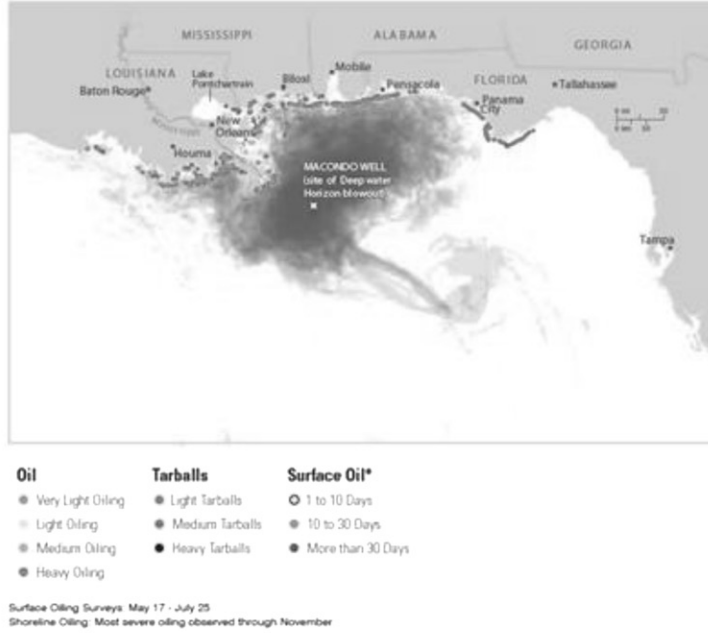 MISSISSIPPI
ALABAMA
GEORGIA
LOUISIANA
Lake
Pontchartrain
Biloxi
Mobile
Pensacola
FLORIDA
Tallahassee
Baton Rouge
Panama
City
New
Orleans
Houma
MACONDO WELL
(site of Deepwater
Horizon blowout)
Tampa
Oil
Very Light Oiling
Light Oiling
Medium Oiling
Heavy Oiling
Tarballs
Light Tarballs
Medium Tarballs
Heavy Tarballs
Surface Oil*
1 to 10 Days
10 to 30 Days
More than 30 Days
Surface Oiling Surveys: May 17 - July 25
Shoreline Oiling: Most severe oiling observed through November